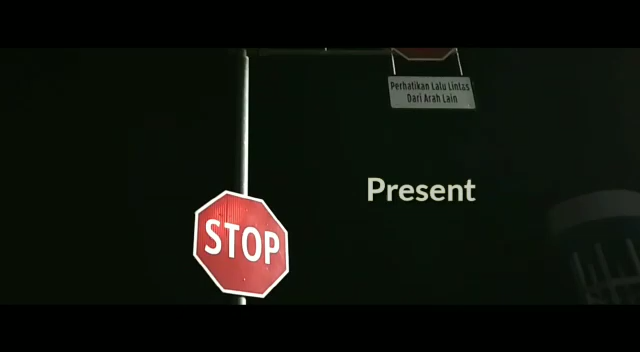 Perhatikan Lalu Lintas
Dari Arah Lain
Present
STOP